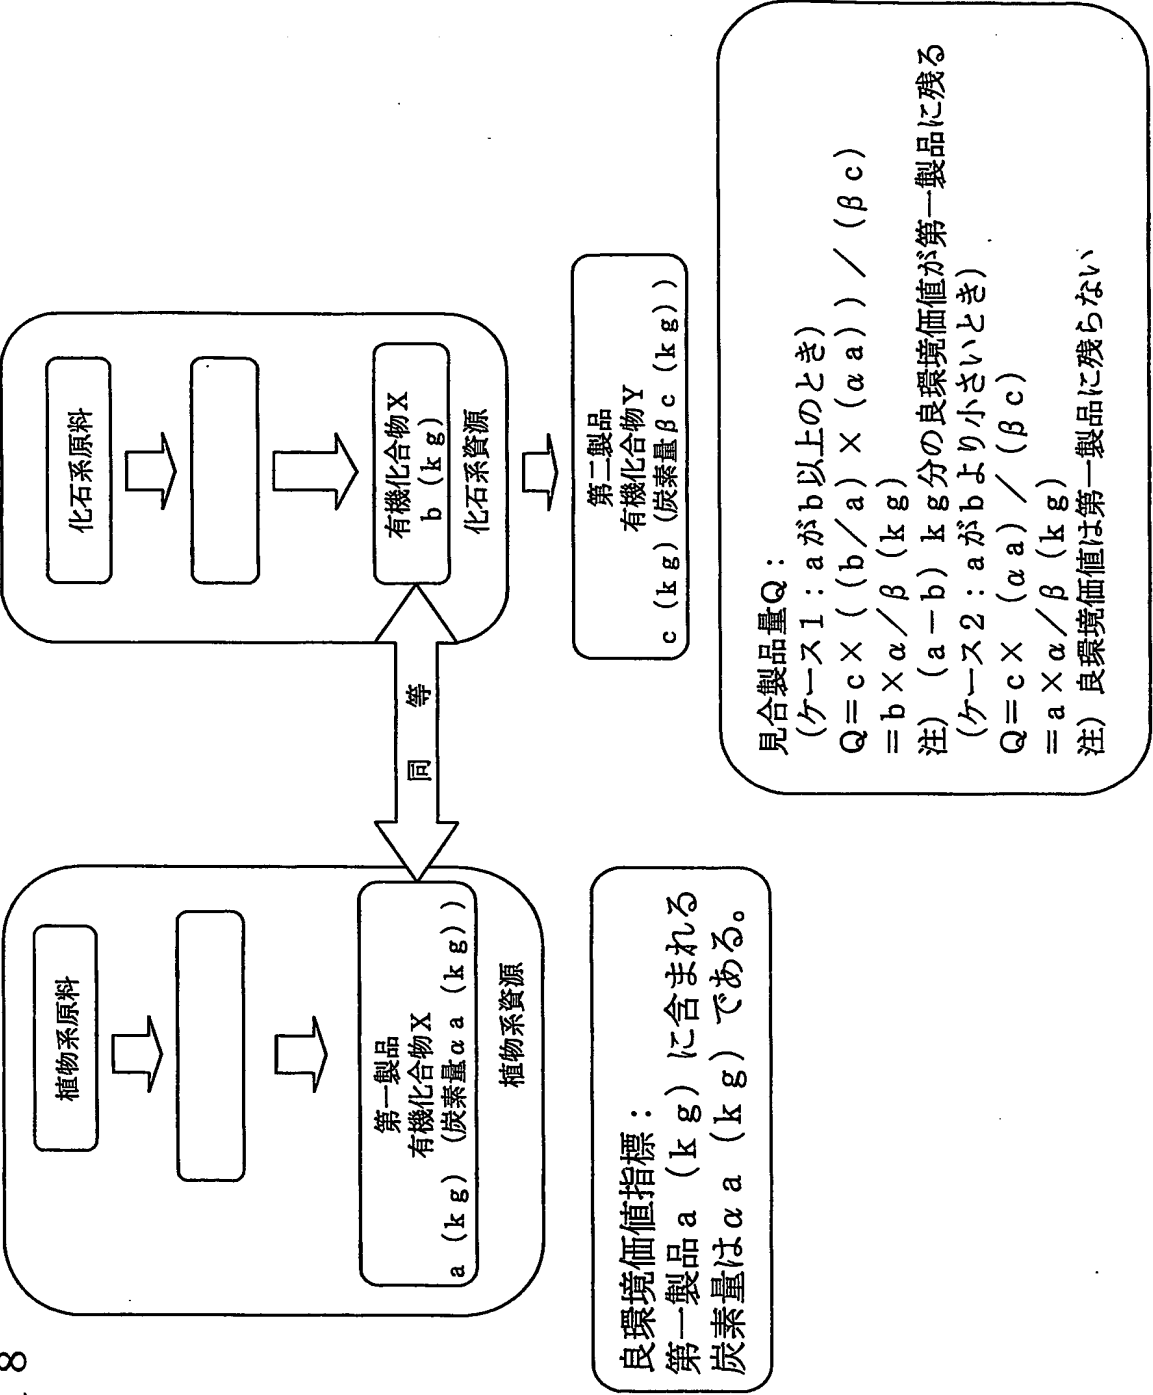 8
植物系原料
第一製品
有機化合物X
a (kg) (炭素量αa (kg))
植物系資源
同 等
化石系原料
有機化合物X
b (kg)
化石系資源
第二製品
有機化合物Y
c (kg) (炭素量βc (kg))
良環境価値指標:
第一製品a (kg) に含まれる
炭素量はαa (kg) である。
見合製品量Q:
(ケース1:aがb以上のとき)
Q=c×((b/a)×(αa))/(βc)
=b×α/β (kg)
注) (a-b) kg分の良環境価値が第一製品に残る
(ケース2:aがbより小さいとき)
Q=c× (αa)/(βc)
=a×α/β (kg)
注) 良環境価値は第一製品に残らない